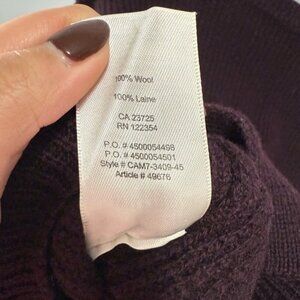 100% Wool
100% Laine
CA 23725
RN 122354
P.O. # 4500054498
P.O. # 4500054501
Style # CAM7-3409-45
Article # 49676